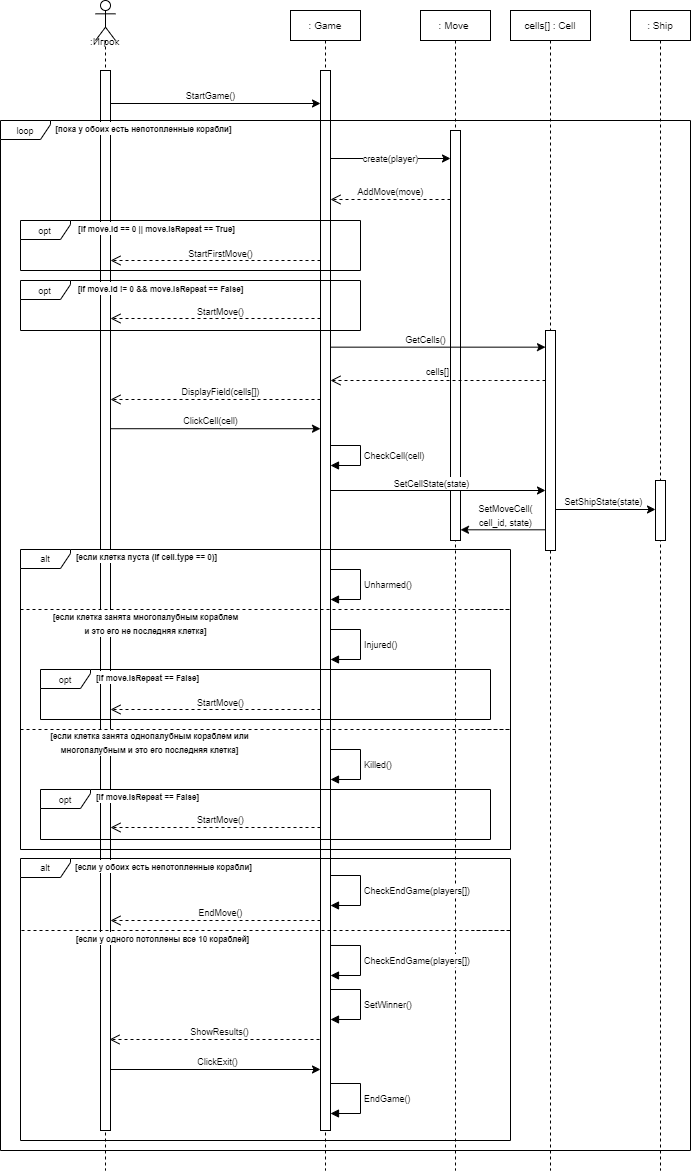 :Игрок
: Game
: Move
cells[] : Cell
: Ship
StartGame()
loop
[пока у обоих есть непотопленные корабли]
create(player)
AddMove(move)
opt
[if move.id == 0 || move.isRepeat == True]
StartFirstMove()
opt
[if move.id != 0 && move.isRepeat == False]
StartMove()
GetCells()
cells[]
DisplayField(cells[])
ClickCell(cell)
CheckCell(cell)
SetCellState(state)
SetShipState(state)
SetMoveCell(
cell_id, state)
alt
[если клетка пуста (if cell.type == 0)]
Unharmed()
[если клетка занята многопалубным кораблем
и это его не последняя клетка]
Injured()
opt
[if move.isRepeat == False]
StartMove()
[если клетка занята однопалубным кораблем или
многопалубным и это его последняя клетка]
Killed()
opt
[if move.isRepeat == False]
StartMove()
alt
[если у обоих есть непотопленные корабли]
CheckEndGame(players[])
EndMove()
[если у одного потоплены все 10 кораблей]
CheckEndGame(players[])
SetWinner()
ShowResults()
ClickExit()
EndGame()